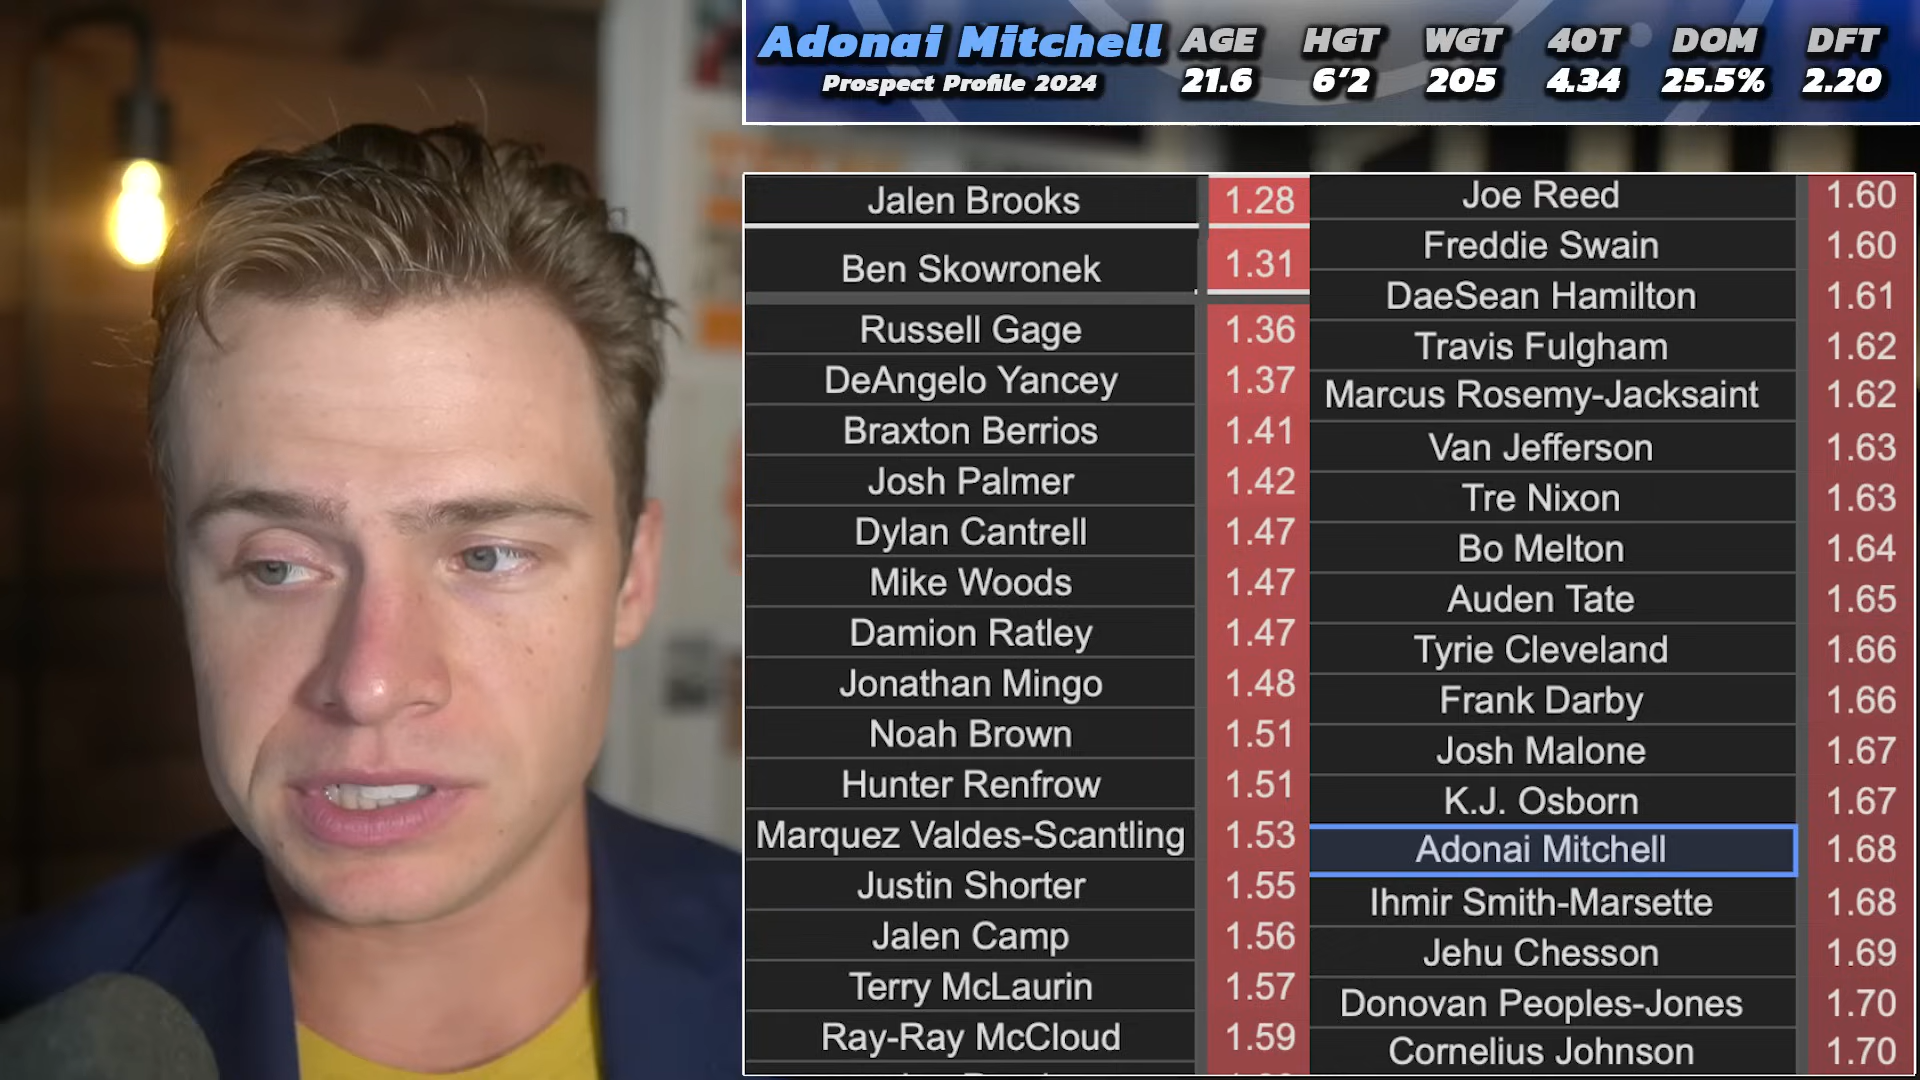 Adonai Mitchell
Prospect Profile 2024
AGE HGT WGT 40T DOM DFT
21.6 6'2 205 4.34 25.5% 2.20
Jalen Brooks 1.28
Ben Skowronek 1.31
Russell Gage 1.36
DeAngelo Yancey 1.37
Braxton Berrios 1.41
Josh Palmer 1.42
Dylan Cantrell 1.47
Mike Woods 1.47
Damion Ratley 1.47
Jonathan Mingo 1.48
Noah Brown 1.51
Hunter Renfrow 1.51
Marquez Valdes-Scantling 1.53
Justin Shorter 1.55
Jalen Camp 1.56
Terry McLaurin 1.57
Ray-Ray McCloud 1.59
Joe Reed 1.60
Freddie Swain 1.60
DaeSean Hamilton 1.61
Travis Fulgham 1.62
Marcus Rosemy-Jacksaint 1.62
Van Jefferson 1.63
Tre Nixon 1.63
Bo Melton 1.64
Auden Tate 1.65
Tyrie Cleveland 1.66
Frank Darby 1.66
Josh Malone 1.67
K.J. Osborn 1.67
Adonai Mitchell 1.68
Ihmir Smith-Marsette 1.68
Jehu Chesson 1.69
Donovan Peoples-Jones 1.70
Cornelius Johnson 1.70